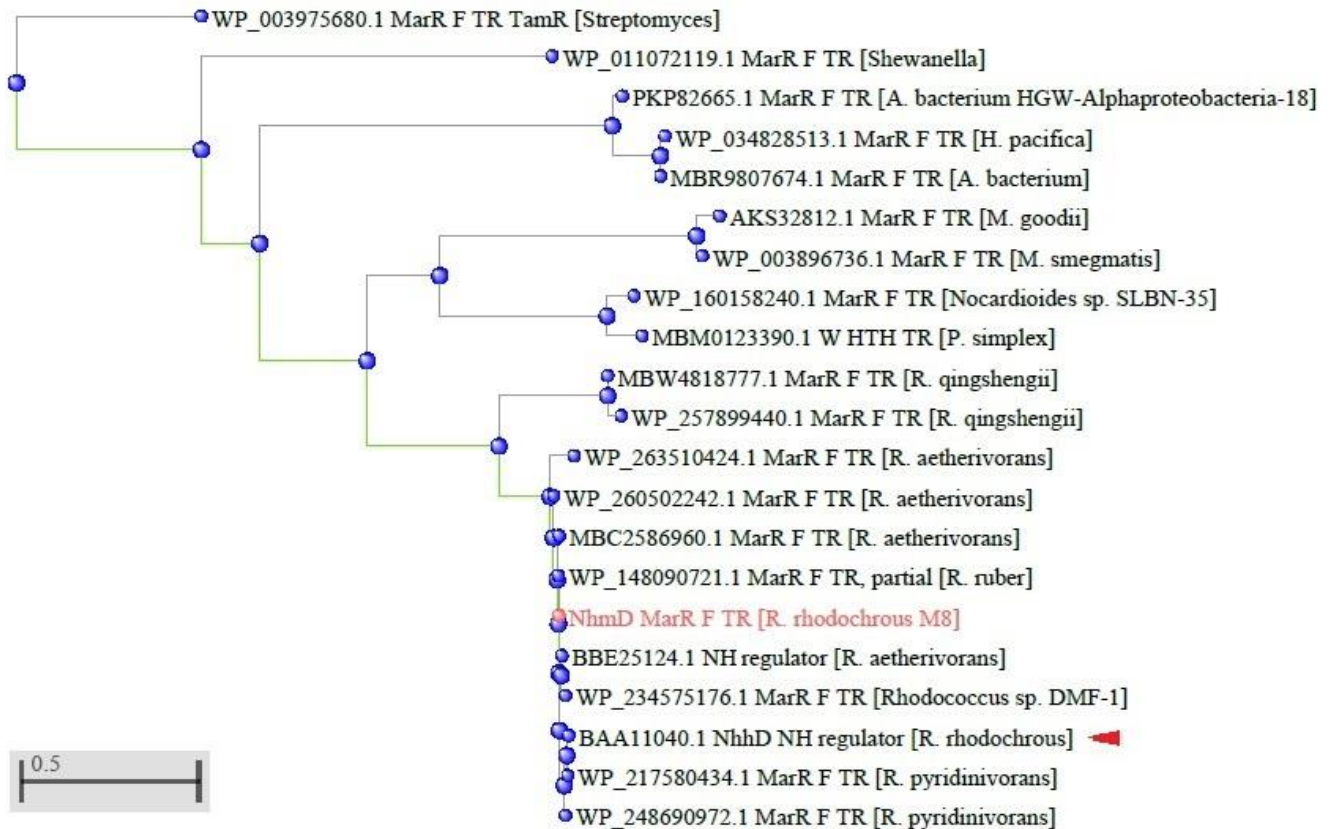 WP_003975680.1 MarR F TR TamR [Streptomyces]
WP_011072119.1 MarR F TR [Shewanella]
PKP82665.1 MarR F TR [A. bacterium HGW-Alphaproteobacteria-18]
WP_034828513.1 MarR F TR [H. pacifica]
MBR9807674.1 MarR F TR [A. bacterium]
AKS32812.1 MarR F TR [M. goodii]
WP_003896736.1 MarR F TR [M. smegmatis]
WP_160158240.1 MarR F TR [Nocardioides sp. SLBN-35]
MBM0123390.1 W HTH TR [P. simplex]
MBW4818777.1 MarR F TR [R. qingshengii]
WP_257899440.1 MarR F TR [R. qingshengii]
WP_263510424.1 MarR F TR [R. aetherivorans]
WP_260502242.1 MarR F TR [R. aetherivorans]
MBC2586960.1 MarR F TR [R. aetherivorans]
WP_148090721.1 MarR F TR, partial [R. ruber]
NhmD MarR F TR [R. rhodochrous M8]
BBE25124.1 NH regulator [R. aetherivorans]
WP_234575176.1 MarR F TR [Rhodococcus sp. DMF-1]
BAA11040.1 NhhD NH regulator [R. rhodochrous]
WP_217580434.1 MarR F TR [R. pyridinivorans]
WP_248690972.1 MarR F TR [R. pyridinivorans]
0.5